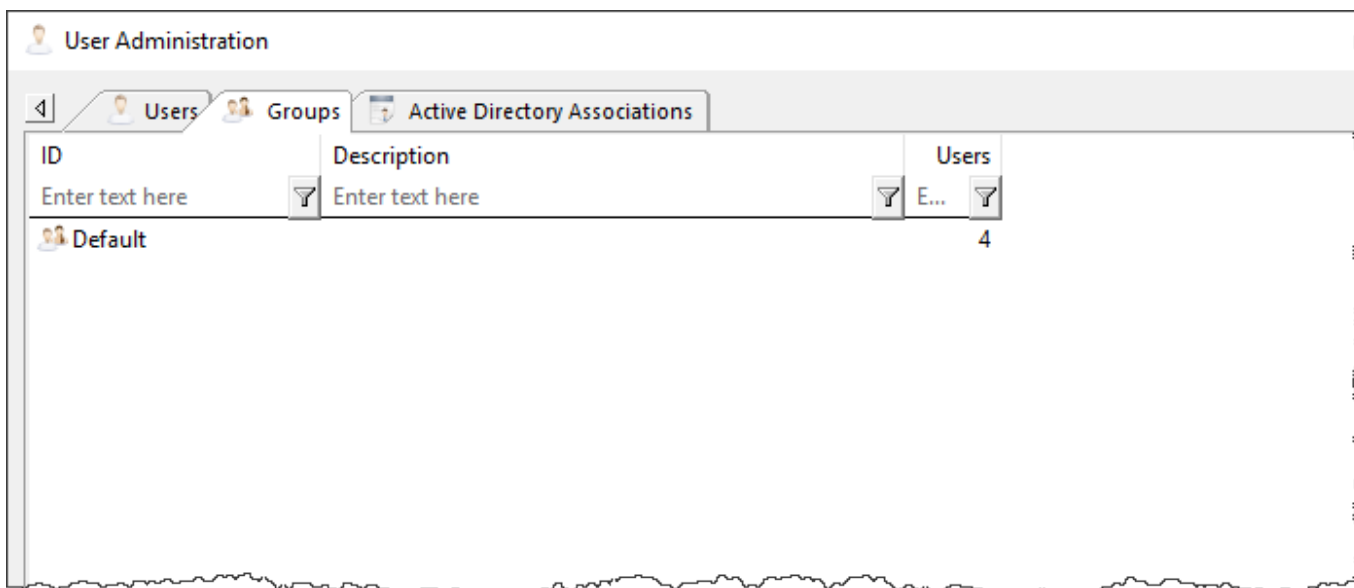 User Administration
Users Groups Active Directory Associations
ID Description Users
Enter text here Enter text here E...
Default 4